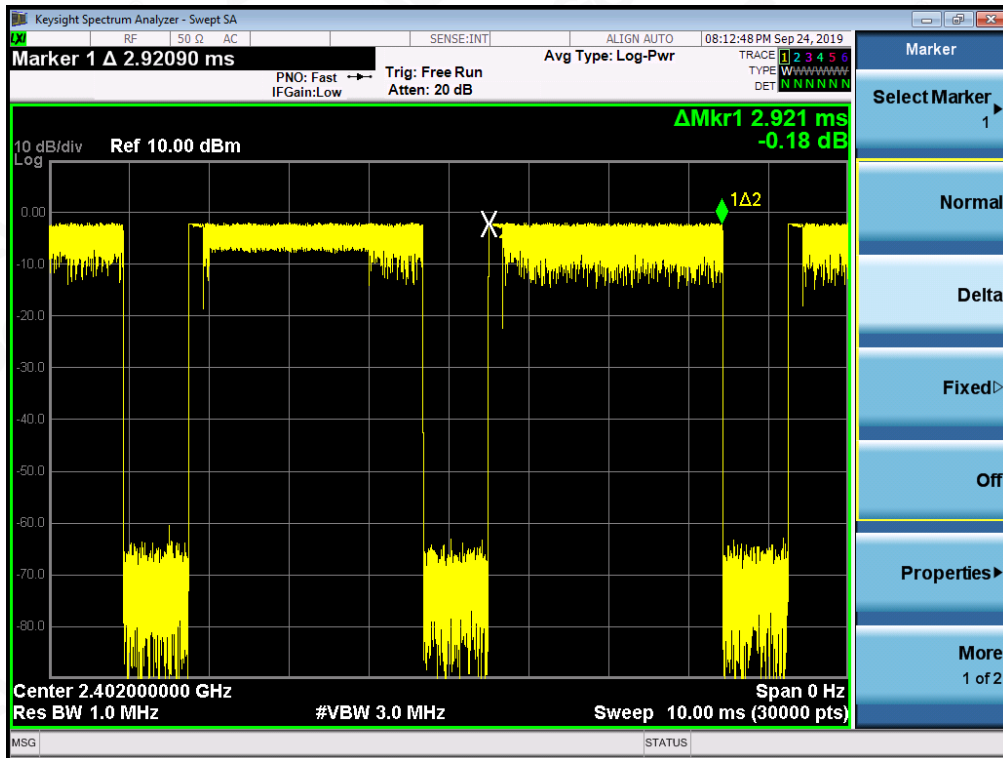 Keysight Spectrum Analyzer - Swept SA
LXI RF 50 Ω AC SENSE:INT ALIGN AUTO 08:12:48 PM Sep 24, 2019
Marker 1 Δ 2.92090 ms
PNO: Fast
IFGain:Low
Trig: Free Run
Atten: 20 dB
Avg Type: Log-Pwr
TRACE 1 2 3 4 5 6
TYPE WWWWWW
DET N N N N N N
ΔMkr1 2.921 ms
-0.18 dB
10 dB/div Ref 10.00 dBm
Log
1Δ2
0.00
-10.0
-20.0
-30.0
-40.0
-50.0
-60.0
-70.0
-80.0
Center 2.402000000 GHz Span 0 Hz
Res BW 1.0 MHz #VBW 3.0 MHz Sweep 10.00 ms (30000 pts)
MSG STATUS
Marker
Select Marker
1
Normal
Delta
Fixed
Off
Properties
More
1 of 2